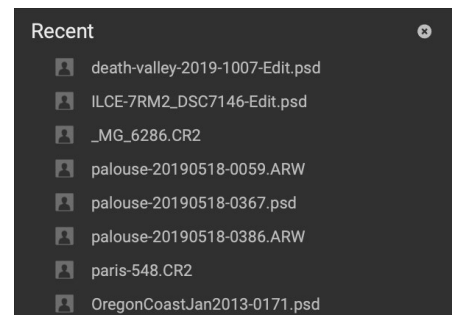 Recent
death-valley-2019-1007-Edit.psd
ILCE-7RM2_DSC7146-Edit.psd
_MG_6286.CR2
palouse-20190518-0059.ARW
palouse-20190518-0367.psd
palouse-20190518-0386.ARW
paris-548.CR2
OregonCoastJan2013-0171.psd